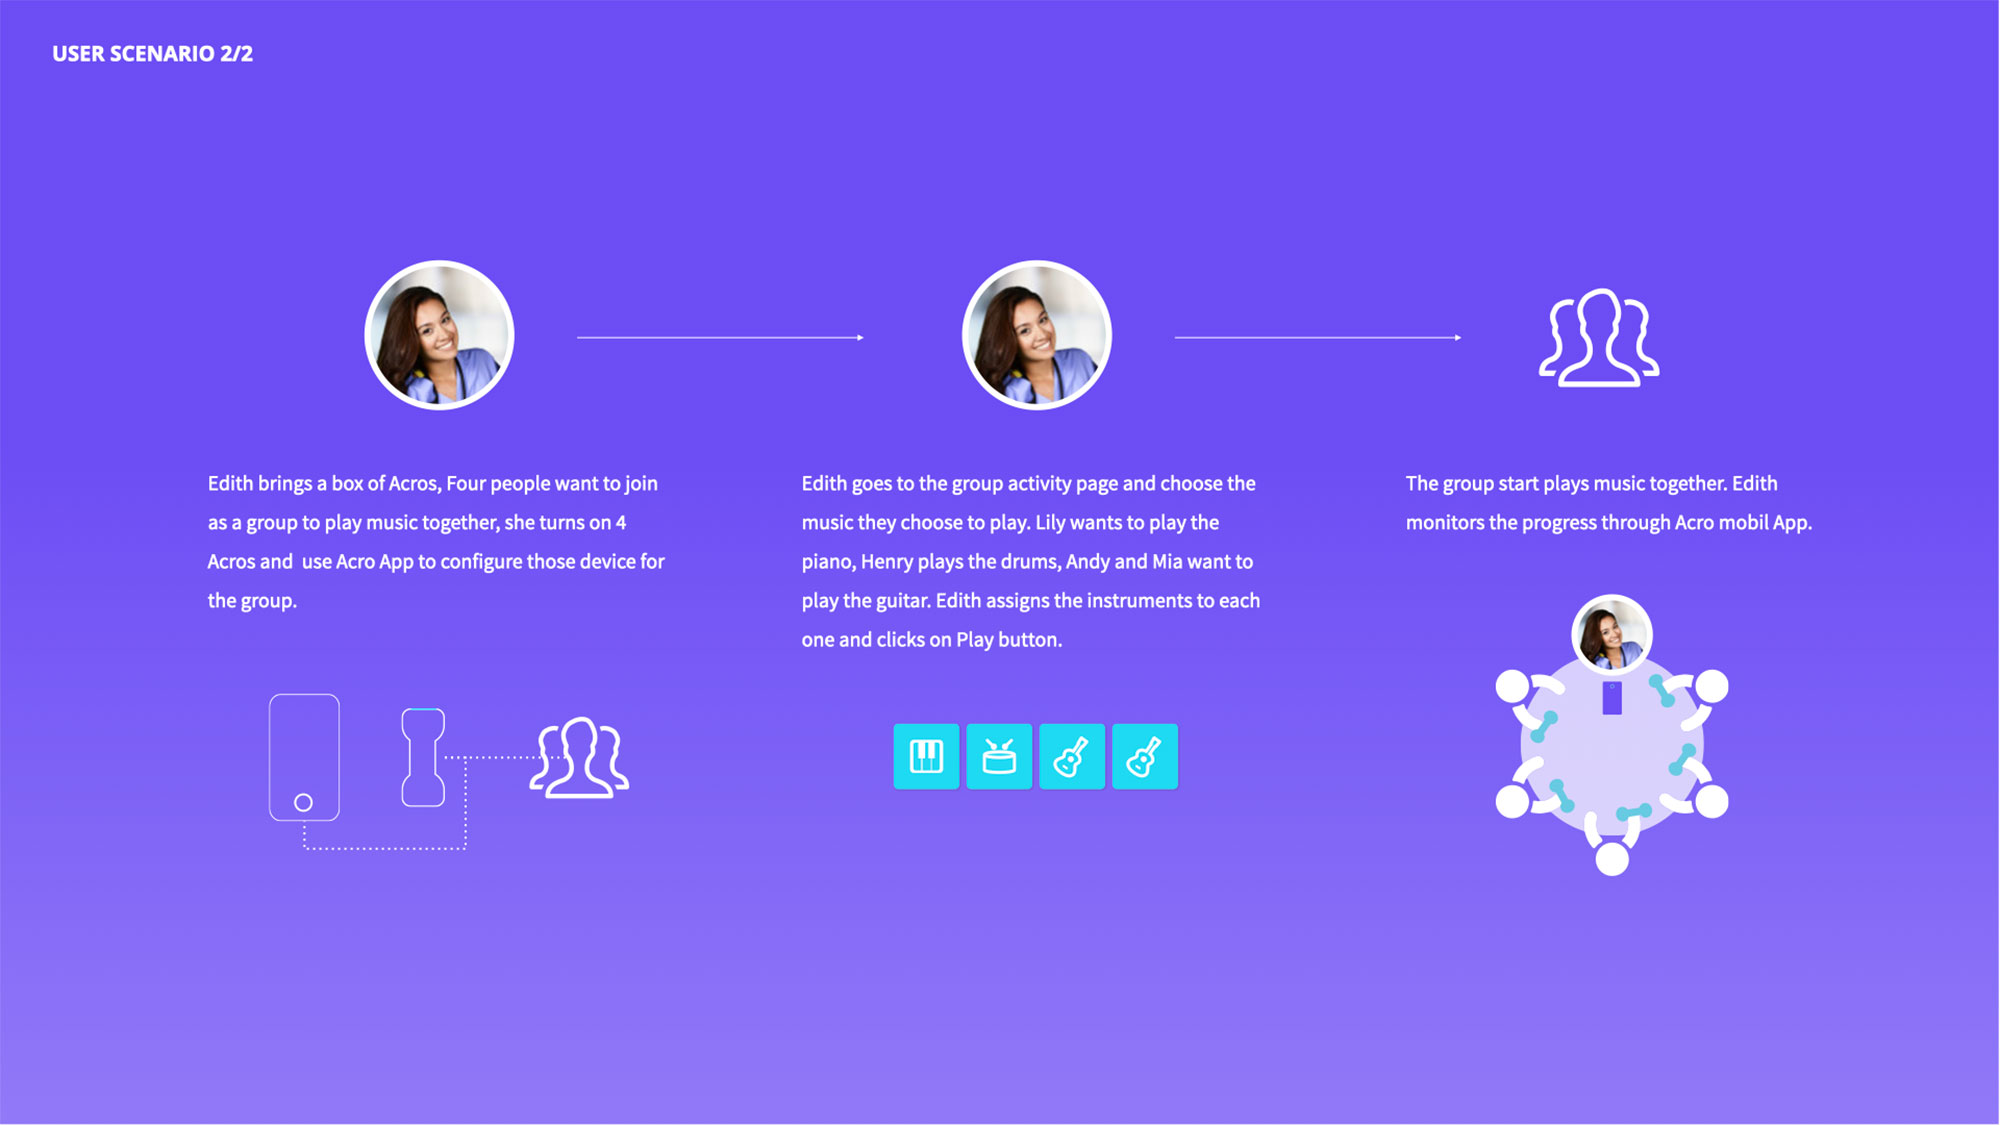 USER SCENARIO 2/2
Edith brings a box of Acros, Four people want to join
as a group to play music together, she turns on 4
Acros and  use Acro App to configure those device for
the group.
Edith goes to the group activity page and choose the
music they choose to play. Lily wants to play the
piano, Henry plays the drums, Andy and Mia want to
play the guitar. Edith assigns the instruments to each
one and clicks on Play button.
The group start plays music together. Edith
monitors the progress through Acro mobil App.